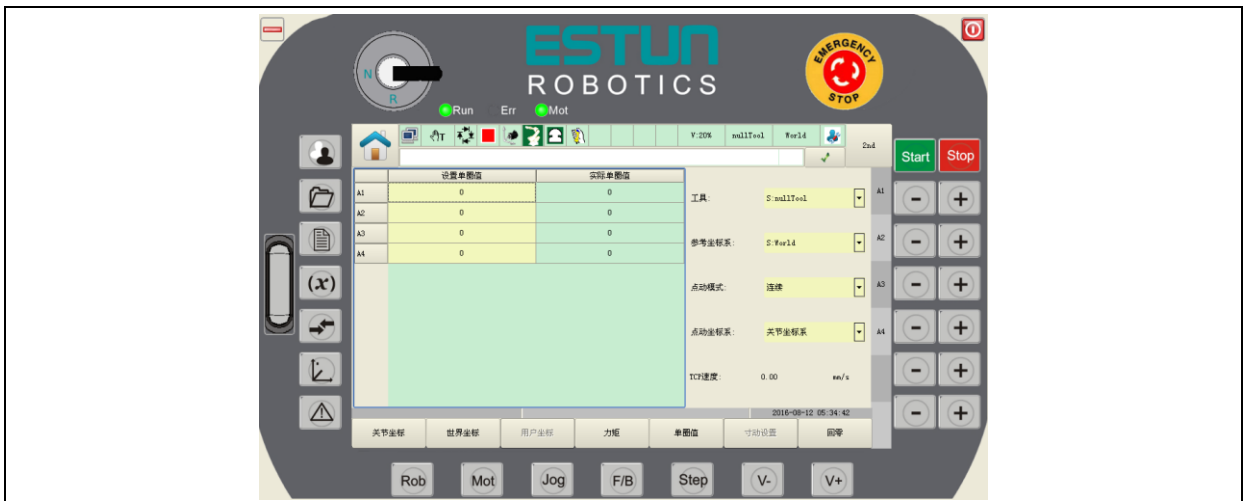 ESTUN
ROBOTICS
EMERGENCY
STOP
N
R
Run Err Mot
T V:20% nullTool World 2nd
Start Stop
设置单圈值 实际单圈值
A1 0 0
A2 0 0
A3 0 0
A4 0 0
工具: S:nullTool
参考坐标系: S:World
点动模式: 连续
点动坐标系: 关节坐标系
TCP速度: 0.00 mm/s
A1 - +
A2 - +
A3 - +
A4 - +
- +
- +
(x)
2016-08-12 05:34:42
关节坐标 世界坐标 用户坐标 力矩 单圈值 寸动设置 回零
Rob Mot Jog F/B Step V- V+